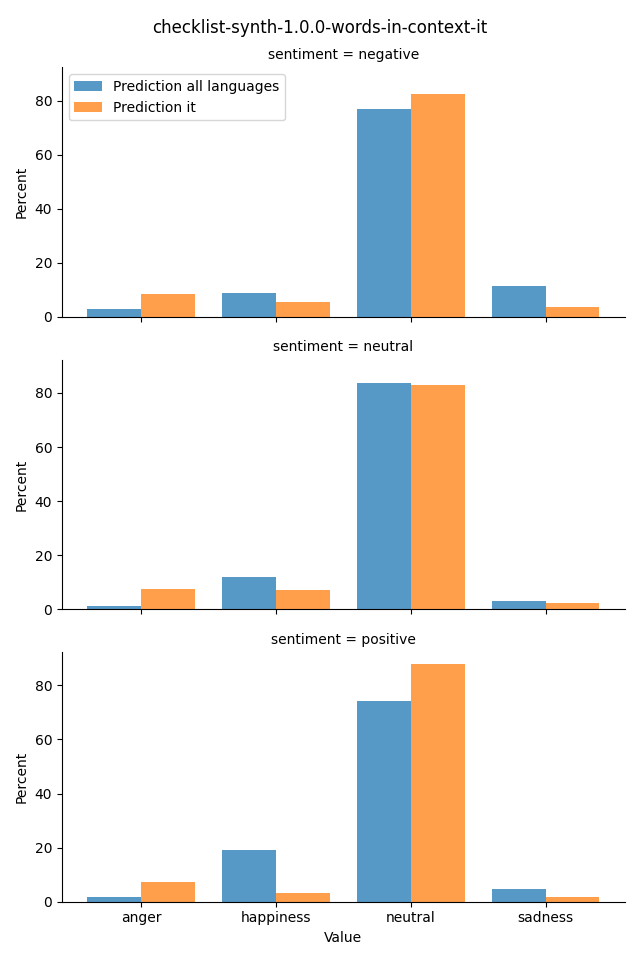 checklist-synth-1.0.0-words-in-context-it
sentiment = negative
Prediction all languages
Prediction it
Percent
80
60
40
20
0
sentiment = neutral
Percent
80
60
40
20
0
sentiment = positive
Percent
80
60
40
20
0
anger happiness neutral sadness
Value